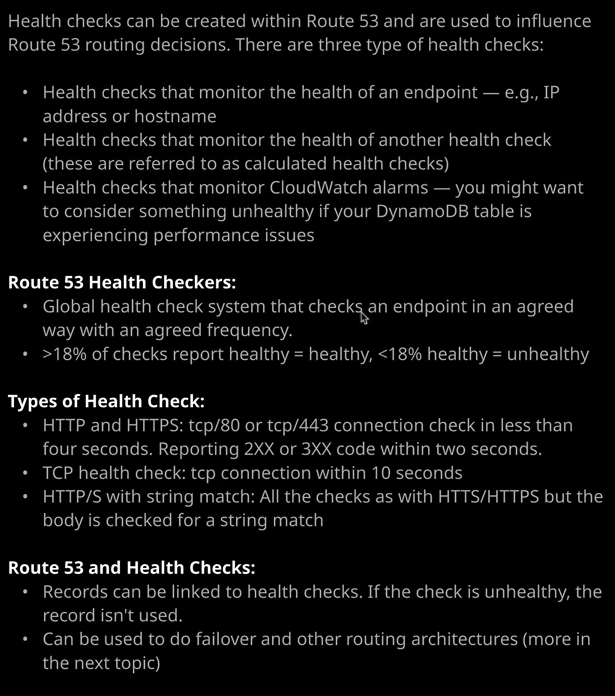 Health checks can be created within Route 53 and are used to influence
Route 53 routing decisions. There are three type of health checks:
• Health checks that monitor the health of an endpoint — e.g., IP
address or hostname
• Health checks that monitor the health of another health check
(these are referred to as calculated health checks)
• Health checks that monitor CloudWatch alarms — you might want
to consider something unhealthy if your DynamoDB table is
experiencing performance issues
Route 53 Health Checkers:
• Global health check system that checks an endpoint in an agreed
way with an agreed frequency.
• >18% of checks report healthy = healthy, <18% healthy = unhealthy
Types of Health Check:
• HTTP and HTTPS: tcp/80 or tcp/443 connection check in less than
four seconds. Reporting 2XX or 3XX code within two seconds.
• TCP health check: tcp connection within 10 seconds
• HTTP/S with string match: All the checks as with HTTS/HTTPS but the
body is checked for a string match
Route 53 and Health Checks:
• Records can be linked to health checks. If the check is unhealthy, the
record isn't used.
• Can be used to do failover and other routing architectures (more in
the next topic)